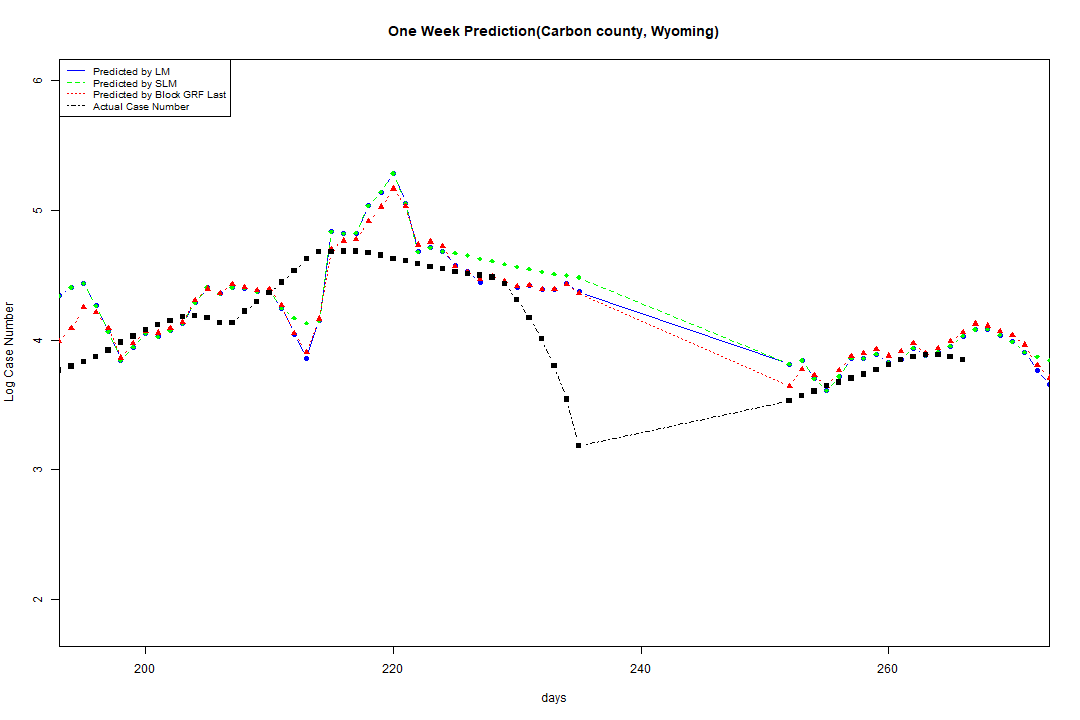 One Week Prediction(Carbon county, Wyoming)
Predicted by LM
Predicted by SLM
Predicted by Block GRF Last
Actual Case Number
Log Case Number
6
5
4
3
2
200 220 240 260
days